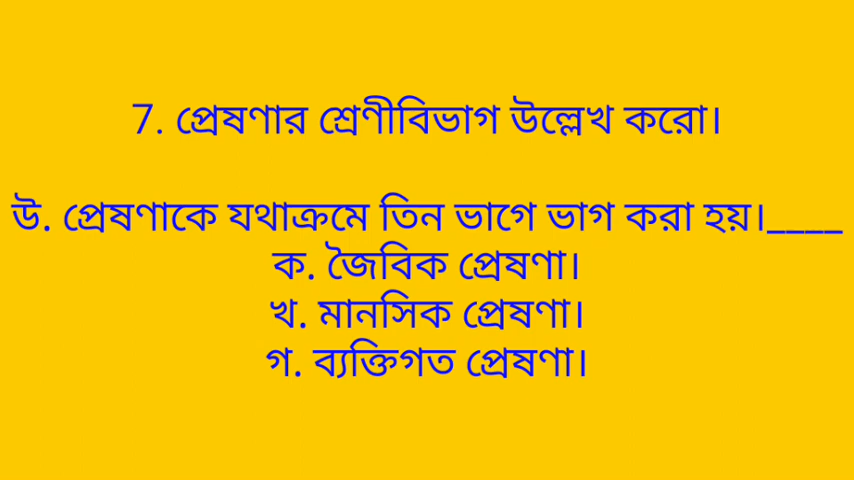 7. প্রেষণার শ্রেণীবিভাগ উল্লেখ করো।
উ. প্রেষণাকে যথাক্রমে তিন ভাগে ভাগ করা হয়।____
ক. জৈবিক প্রেষণা।
খ. মানসিক প্রেষণা।
গ. ব্যক্তিগত প্রেষণা।